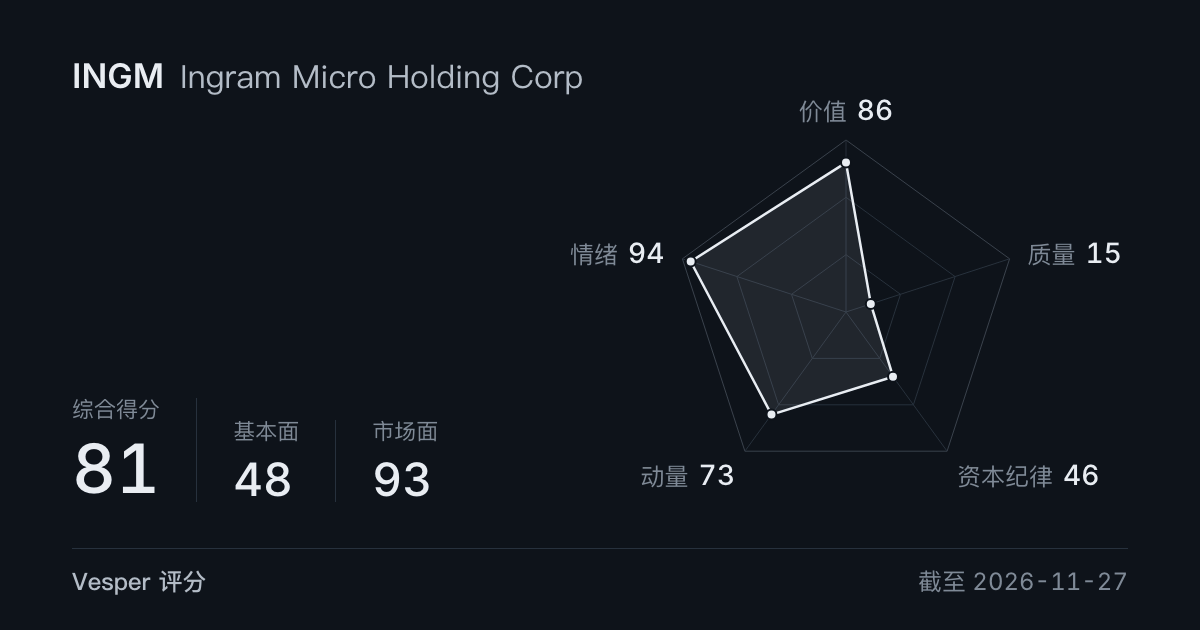 INGM Ingram Micro Holding Corp
价值 86
情绪 94
质量 15
动量 73
资本纪律 46
综合得分
81
基本面
48
市场面
93
Vesper 评分
截至 2026-11-27